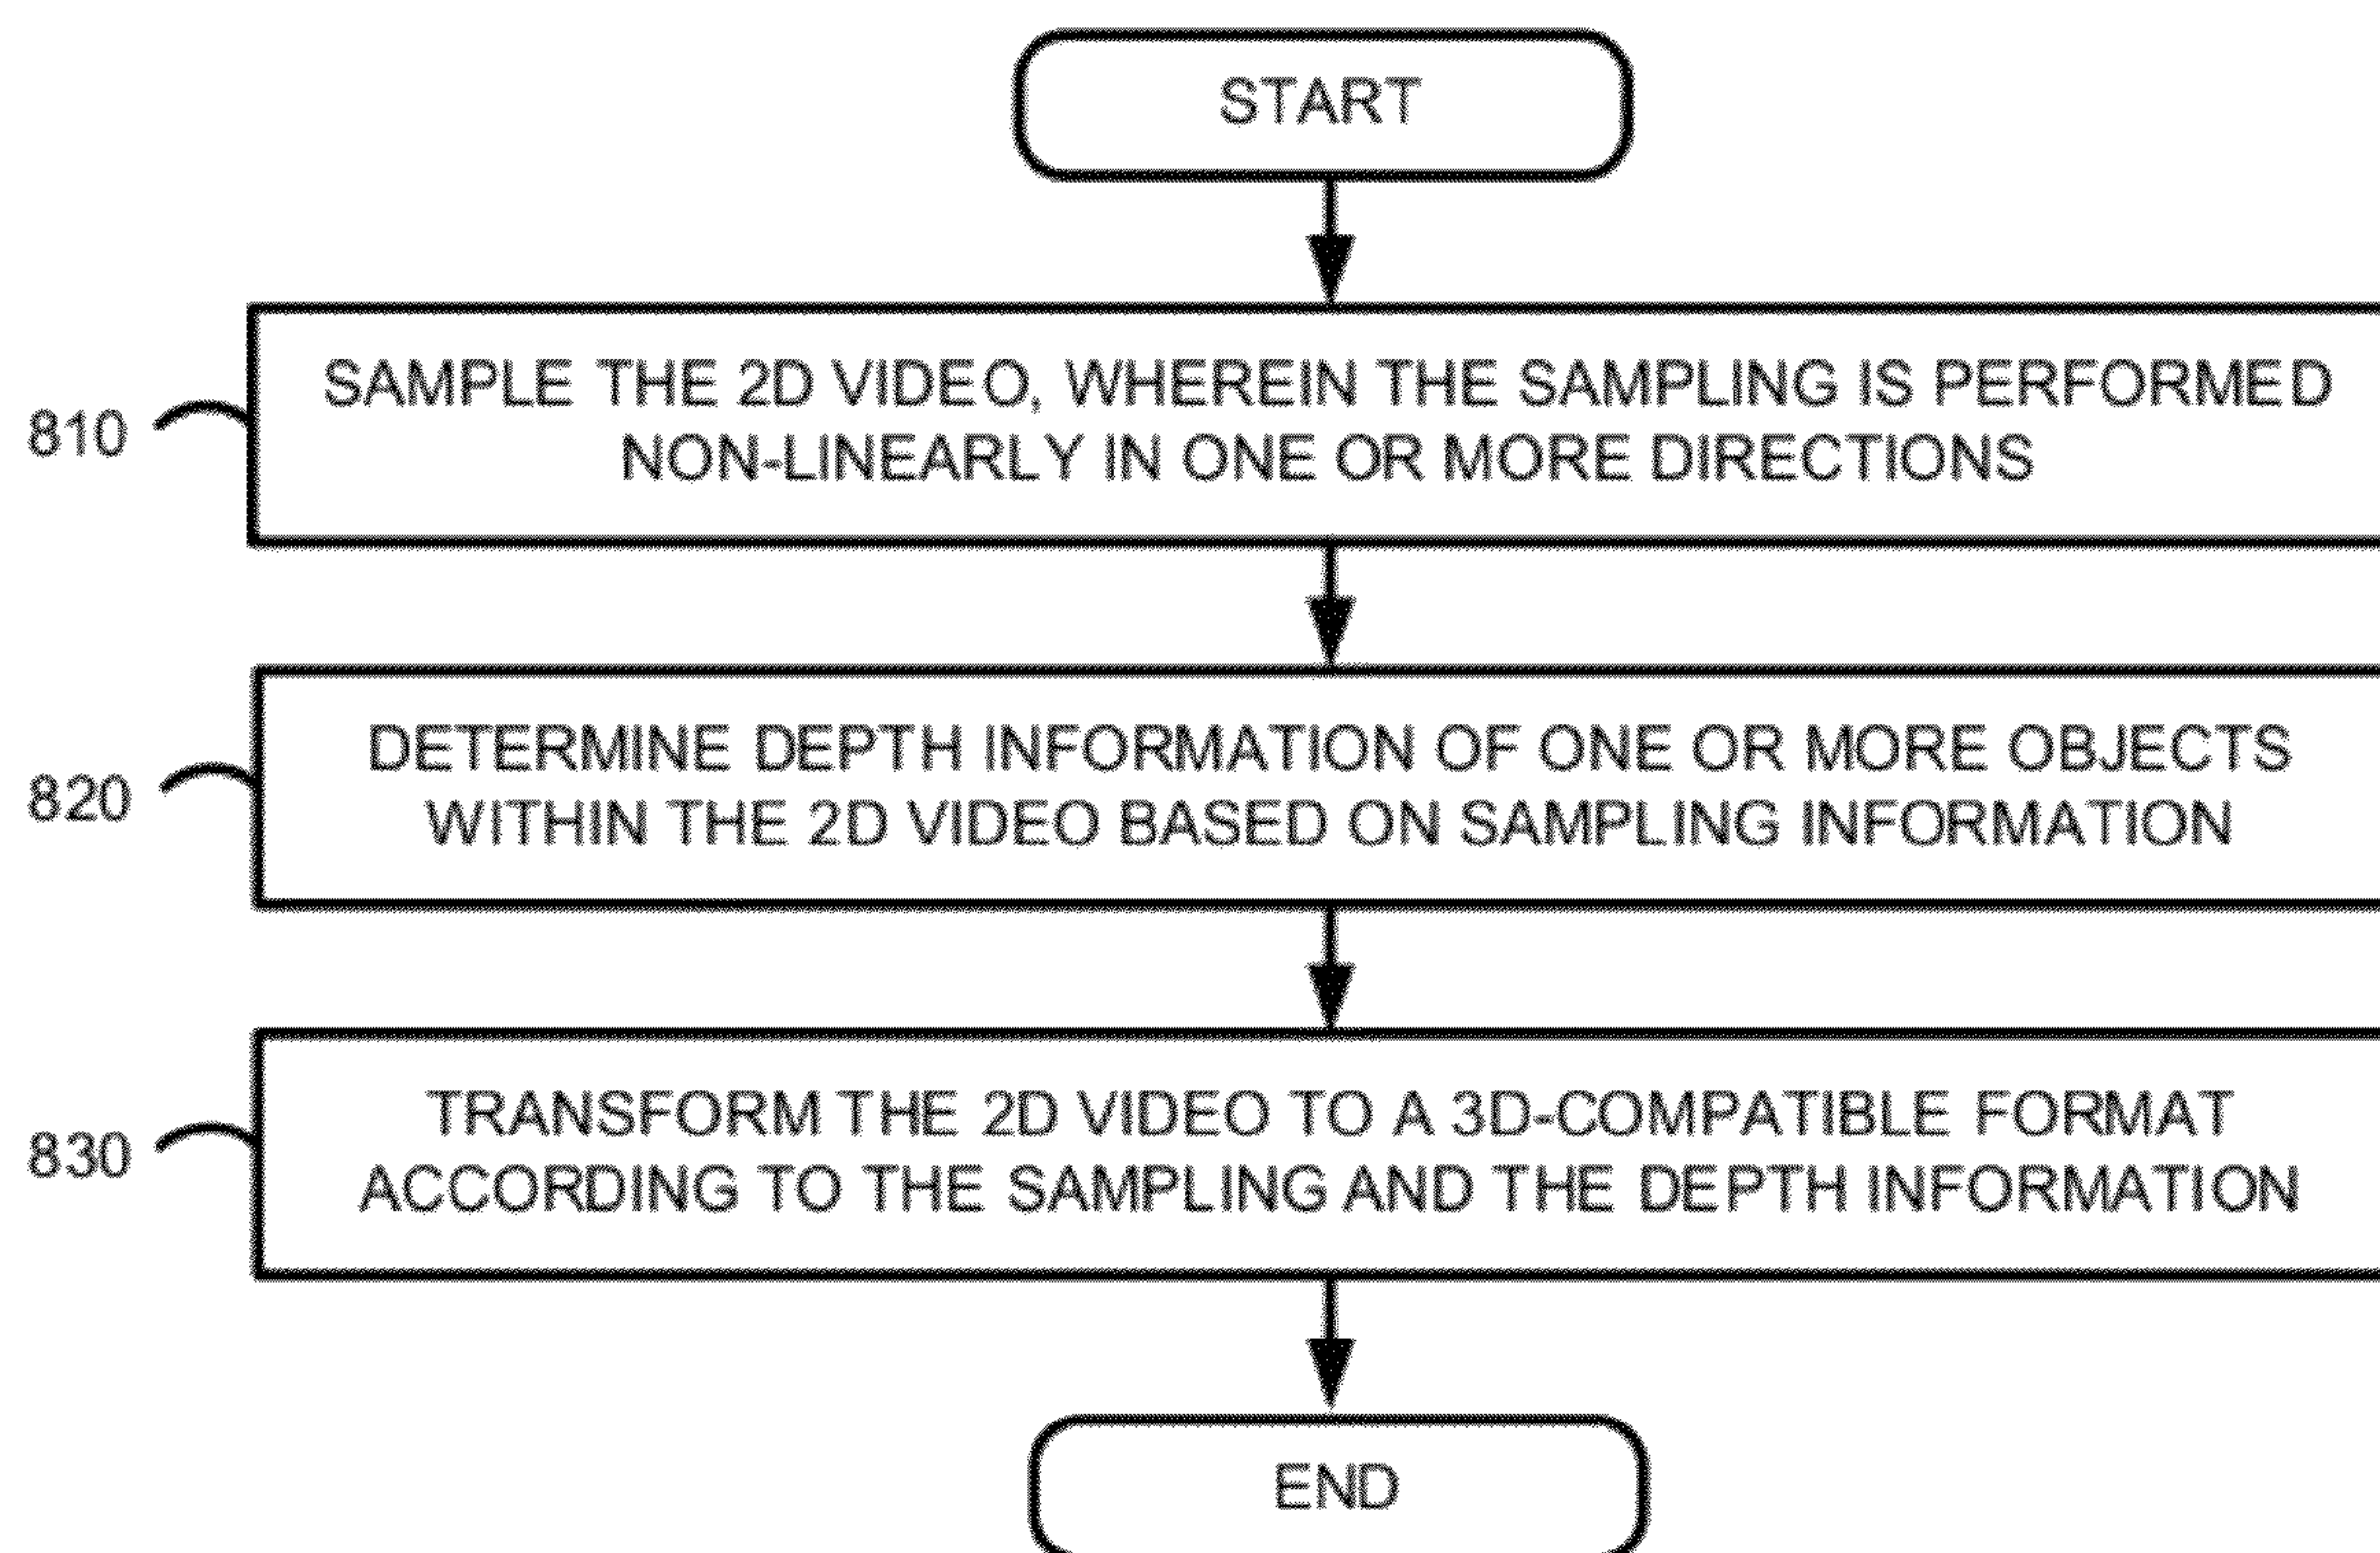 START
810
SAMPLE THE 2D VIDEO, WHEREIN THE SAMPLING IS PERFORMED
NON-LINEARLY IN ONE OR MORE DIRECTIONS
820
DETERMINE DEPTH INFORMATION OF ONE OR MORE OBJECTS
WITHIN THE 2D VIDEO BASED ON SAMPLING INFORMATION
830
TRANSFORM THE 2D VIDEO TO A 3D-COMPATIBLE FORMAT
ACCORDING TO THE SAMPLING AND THE DEPTH INFORMATION
END